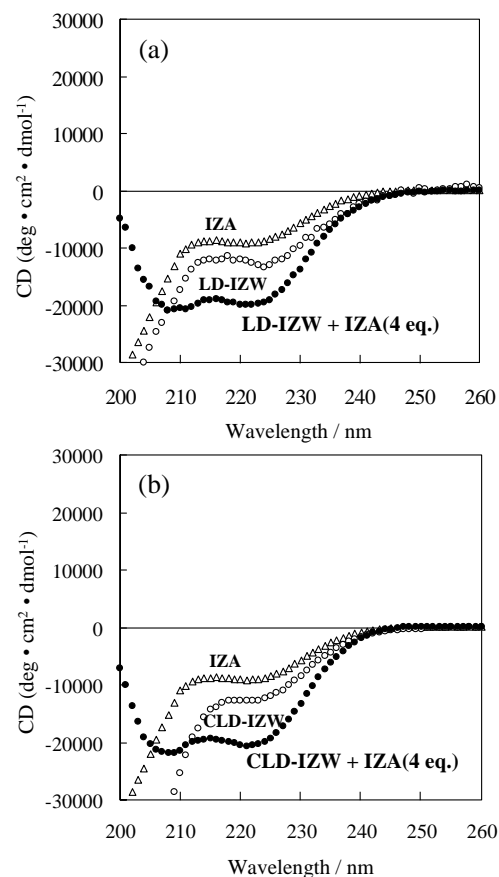 (a)
30000
20000
10000
0
-10000
-20000
-30000
CD (deg • cm² • dmol⁻¹)
IZA
LD-IZW
LD-IZW + IZA(4 eq.)
200 210 220 230 240 250 260
Wavelength / nm
(b)
30000
20000
10000
0
-10000
-20000
-30000
CD (deg • cm² • dmol⁻¹)
IZA
CLD-IZW
CLD-IZW + IZA(4 eq.)
200 210 220 230 240 250 260
Wavelength / nm